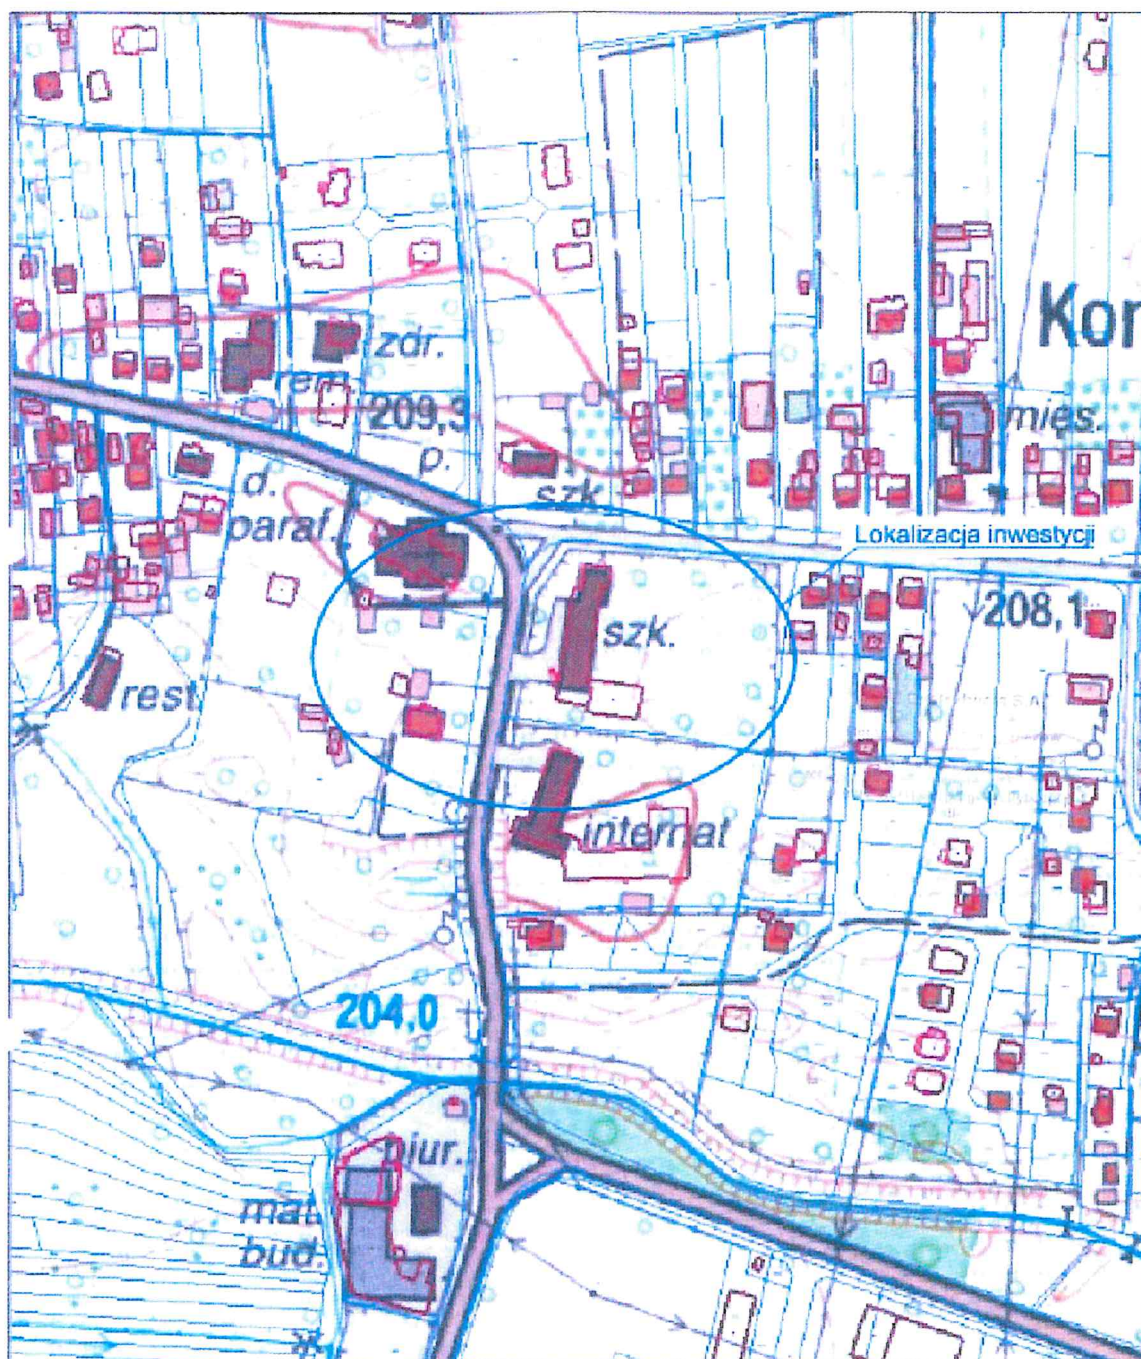 zdr.
Kor
rem.
209,3
mięs.
p.
d.
szk.
paraf.
Lokalizacja inwestycji
208,1
szk.
rest
internat
204,0
biur.
mat.
bud.